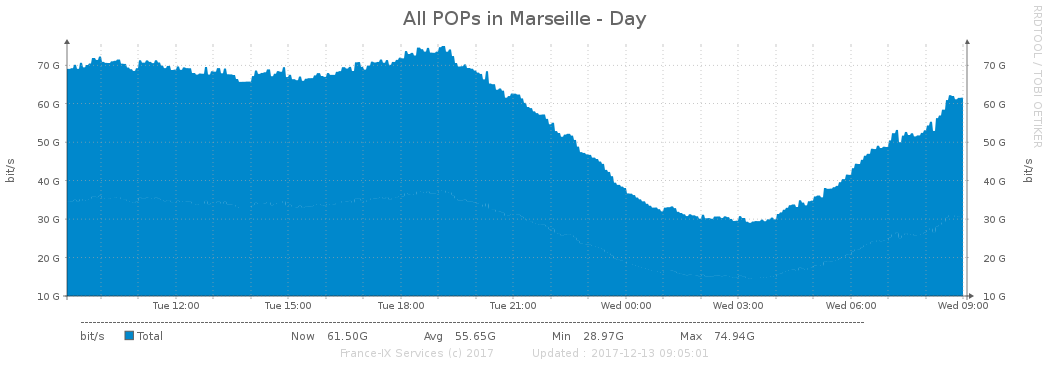 All POPs in Marseille - Day
RRDTOOL / TOBI OETIKER
bit/s
70 G
60 G
50 G
40 G
30 G
20 G
10 G
70 G
60 G
50 G
40 G
30 G
20 G
10 G
bit/s
Tue 12:00 Tue 15:00 Tue 18:00 Tue 21:00 Wed 00:00 Wed 03:00 Wed 06:00 Wed 09:00
bit/s Total Now 61.50G Avg 55.65G Min 28.97G Max 74.94G
France-IX Services (c) 2017 Updated : 2017-12-13 09:05:01